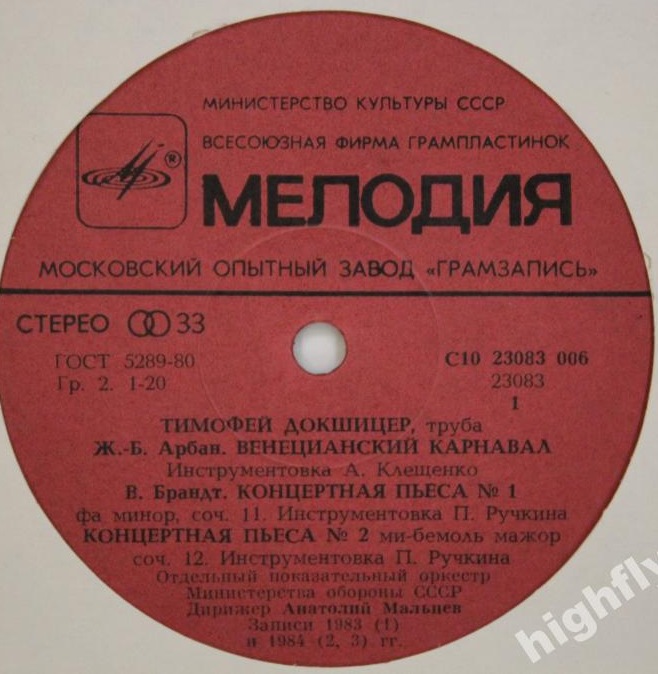 МИНИСТЕРСТВО КУЛЬТУРЫ СССР
ВСЕСОЮЗНАЯ ФИРМА ГРАМПЛАСТИНОК
®
МЕЛОДИЯ
МОСКОВСКИЙ ОПЫТНЫЙ ЗАВОД «ГРАМЗАПИСЬ»
СТЕРЕО 33
ГОСТ 5289-80
Гр. 2. 1-20
С10 23083 006
23083
1
ТИМОФЕЙ ДОКШИЦЕР, труба
Ж.-Б. Арбан. ВЕНЕЦИАНСКИЙ КАРНАВАЛ
Инструментовка А. Клещенко
В. Брандт. КОНЦЕРТНАЯ ПЬЕСА № 1
фа минор, соч. 11. Инструментовка П. Ручкина
КОНЦЕРТНАЯ ПЬЕСА № 2 ми-бемоль мажор
соч. 12. Инструментовка П. Ручкина
Отдельный показательный оркестр
Министерства обороны СССР
Дирижер Анатолий Мальцев
Записи 1983 (1)
и 1984 (2, 3) гг.
highfly